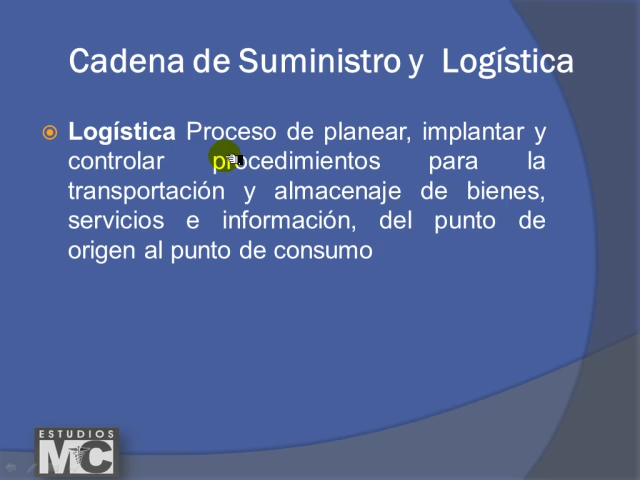 Cadena de Suministro y Logística
Logística Proceso de planear, implantar y
controlar procedimientos para la
transportación y almacenaje de bienes,
servicios e información, del punto de
origen al punto de consumo
ESTUDIOS
MC